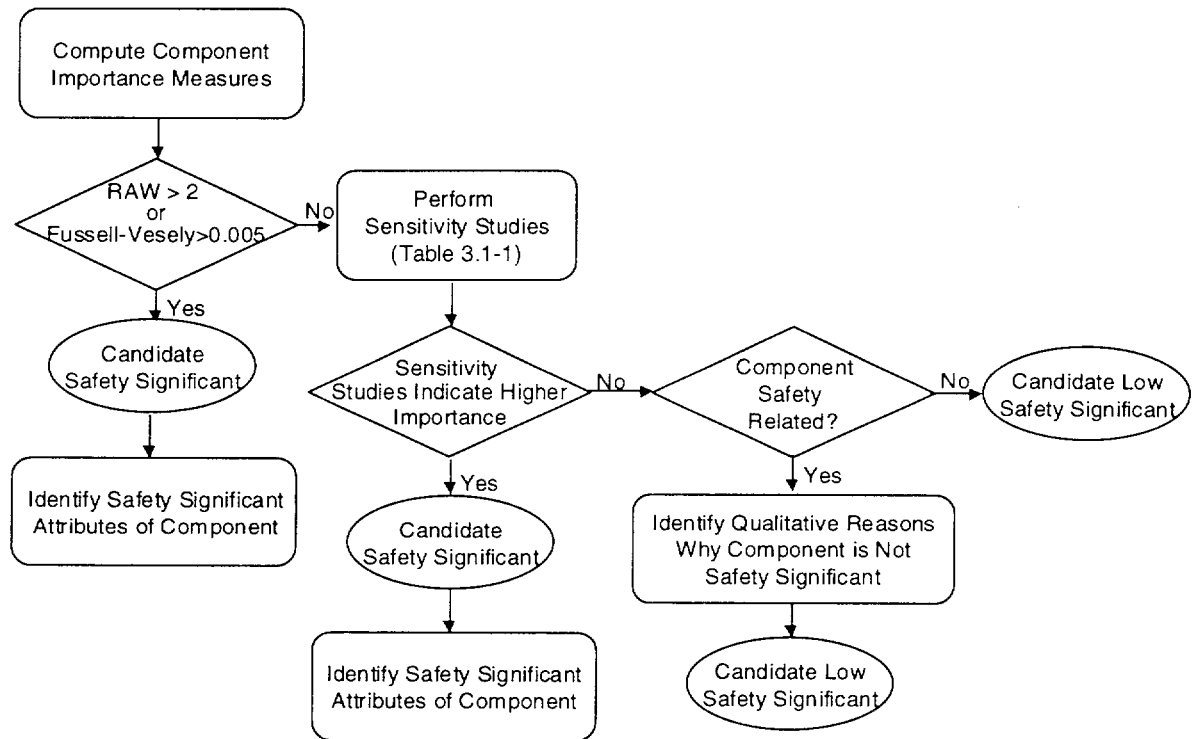 Compute Component
Importance Measures
RAW > 2
or
Fussell-Vesely>0.005
No
Yes
Candidate
Safety Significant
Identify Safety Significant
Attributes of Component
Perform
Sensitivity Studies
(Table 3.1-1)
Sensitivity
Studies Indicate Higher
Importance
No
Yes
Candidate
Safety Significant
Identify Safety Significant
Attributes of Component
Component
Safety
Related?
No
Candidate Low
Safety Significant
Yes
Identify Qualitative Reasons
Why Component is Not
Safety Significant
Candidate Low
Safety Significant